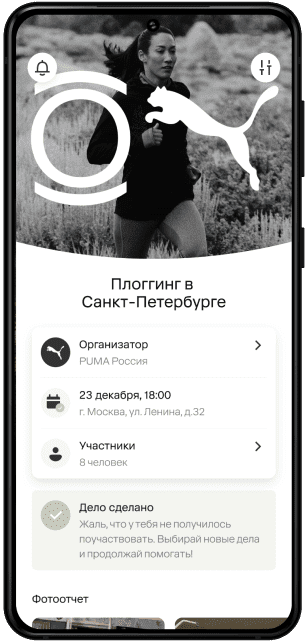 Плоггинг в
Санкт-Петербурге
Организатор
PUMA Россия
23 декабря, 18:00
г. Москва, ул. Ленина, д.32
Участники
8 человек
Дело сделано
Жаль, что у тебя не получилось
поучаствовать. Выбирай новые дела
и продолжай помогать!
Фотоотчет